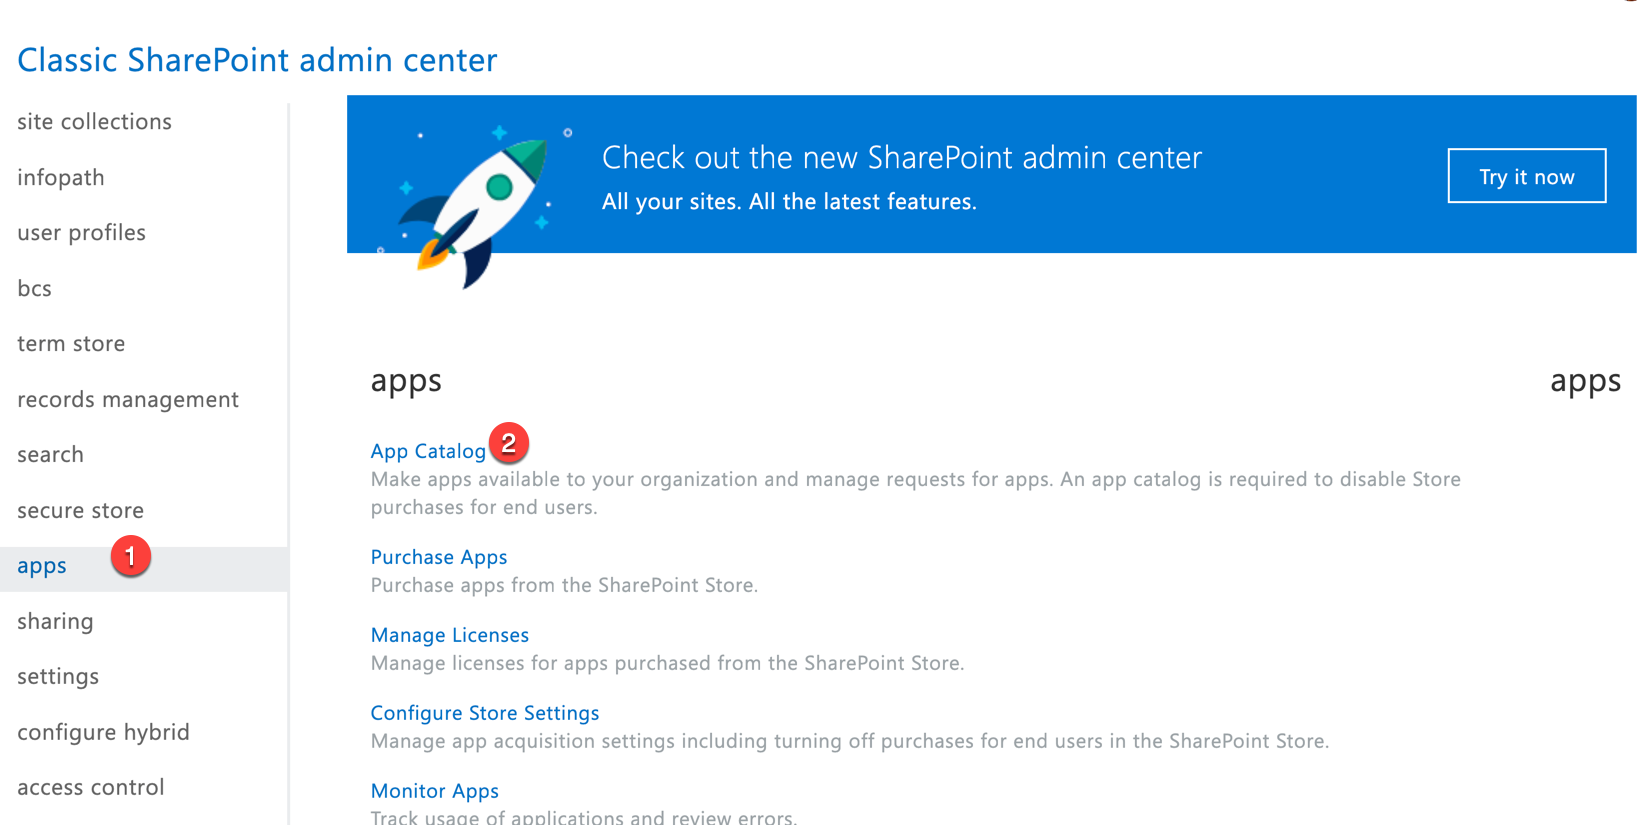 Classic SharePoint admin center
site collections
infopath
user profiles
bcs
term store
records management
search
secure store
apps 1
sharing
settings
configure hybrid
access control
Check out the new SharePoint admin center
All your sites. All the latest features.
Try it now
apps
apps
App Catalog 2
Make apps available to your organization and manage requests for apps. An app catalog is required to disable Store
purchases for end users.
Purchase Apps
Purchase apps from the SharePoint Store.
Manage Licenses
Manage licenses for apps purchased from the SharePoint Store.
Configure Store Settings
Manage app acquisition settings including turning off purchases for end users in the SharePoint Store.
Monitor Apps
Track usage of applications and review errors.